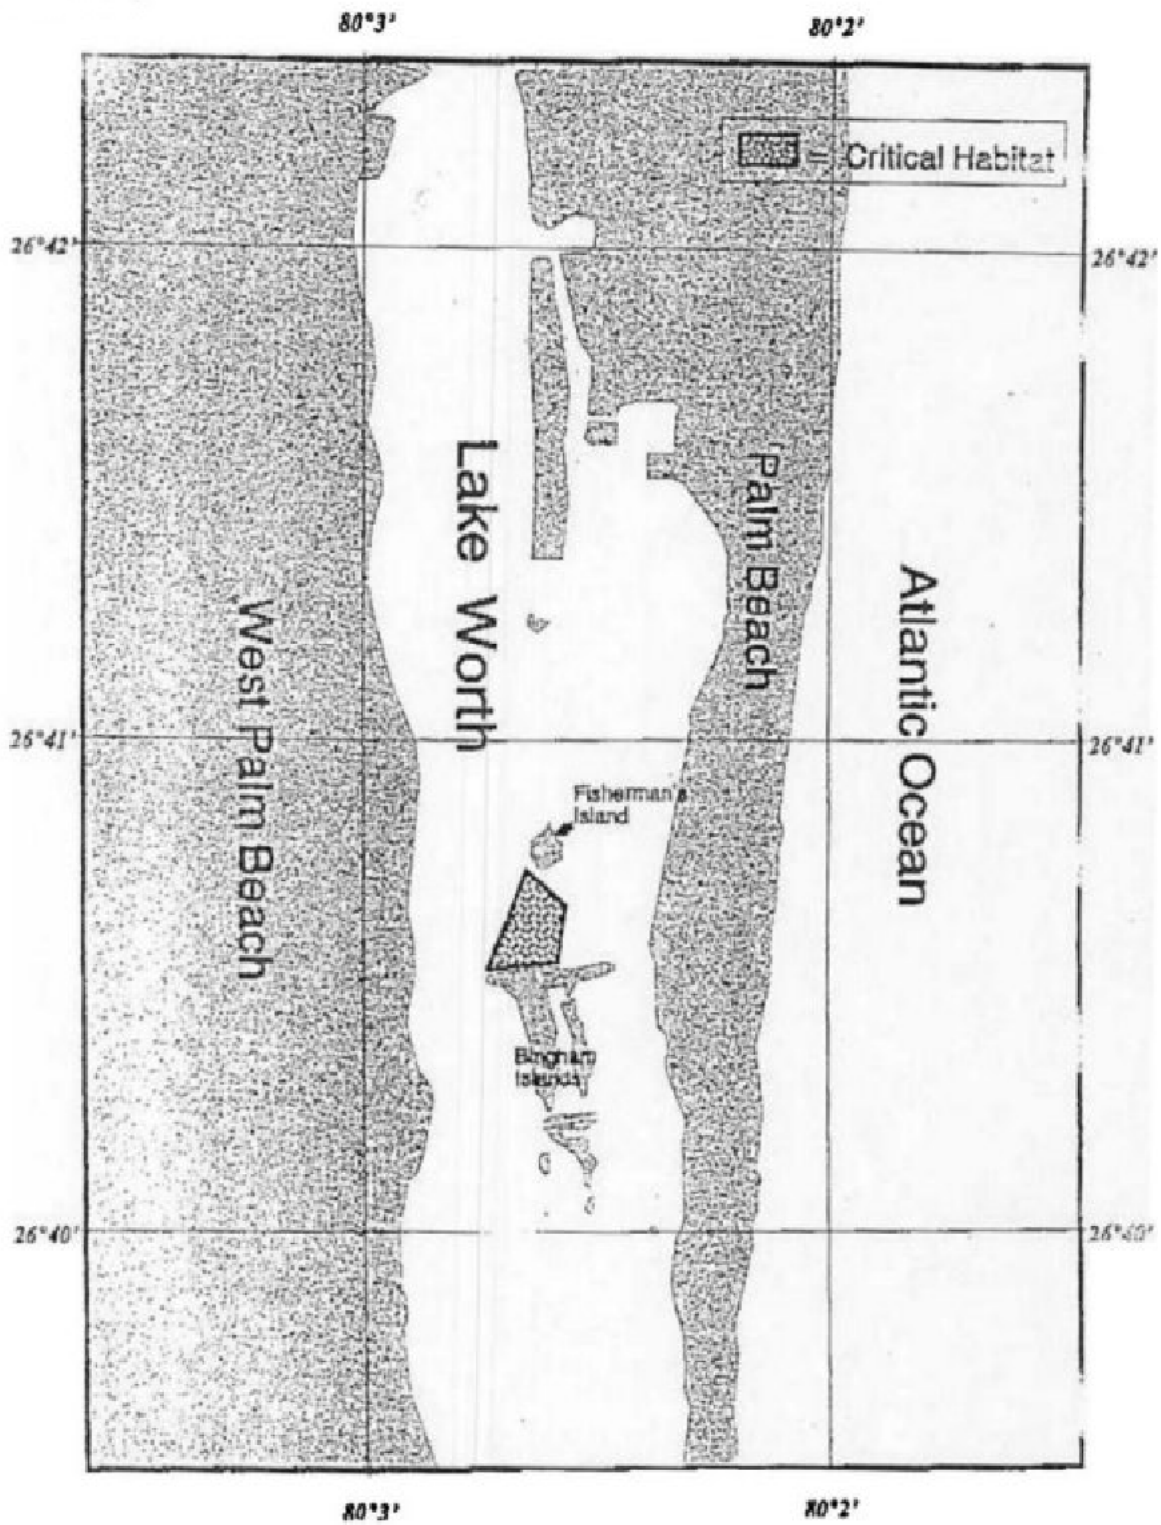 80°3'
80°2'
= Critical Habitat
26°42'
26°42'
Lake Worth
Palm Beach
Atlantic Ocean
West Palm Beach
26°41'
26°41'
Fisherman's
Island
Bingham
Islands
26°40'
26°40'
80°3'
80°2'